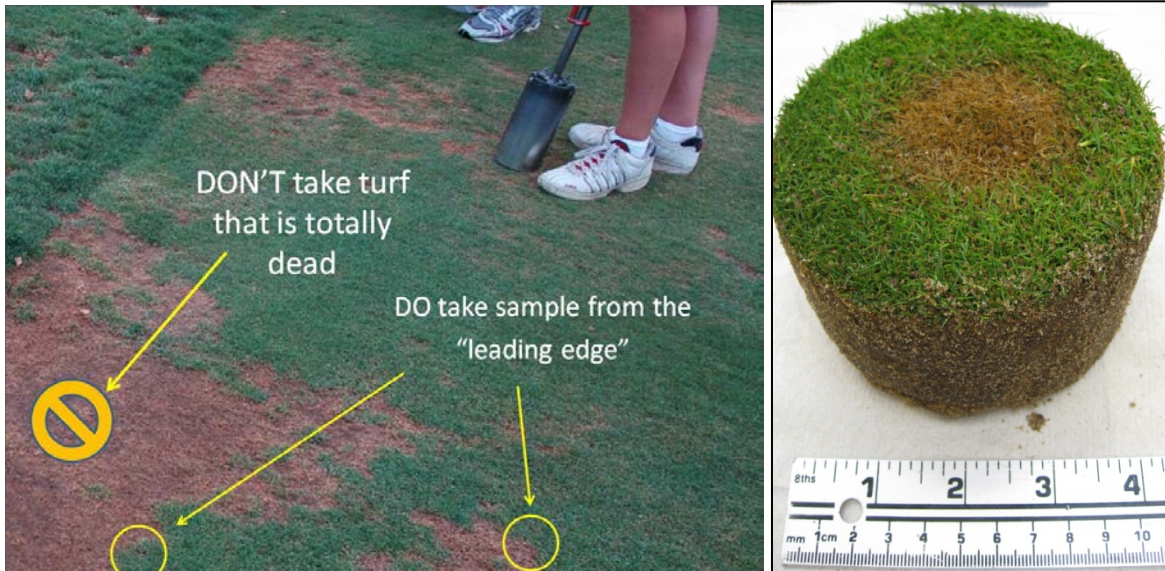 DON'T take turf
that is totally
dead
DO take sample from the
"leading edge"
8ths 1 2 3 4
mm 1cm 2 3 4 5 6 7 8 9 10